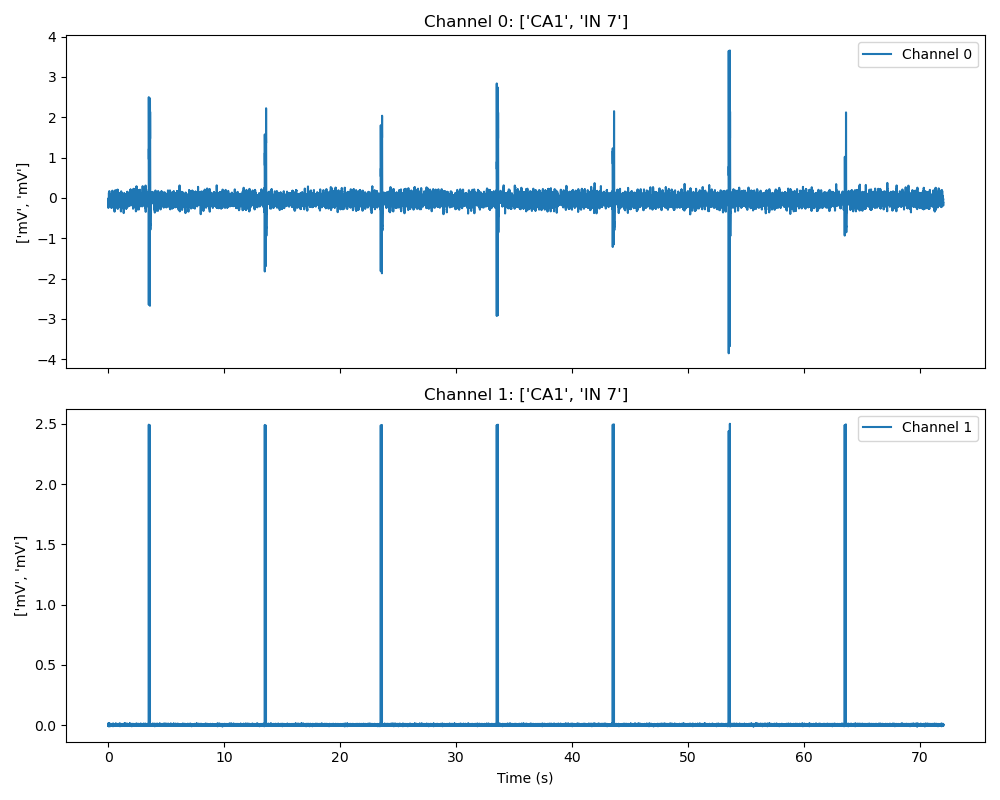 Channel 0: ['CA1', 'IN 7']
Channel 0
4
3
2
1
0
−1
−2
−3
−4
['mV', 'mV']
Channel 1: ['CA1', 'IN 7']
Channel 1
2.5
2.0
1.5
1.0
0.5
0.0
['mV', 'mV']
0 10 20 30 40 50 60 70
Time (s)